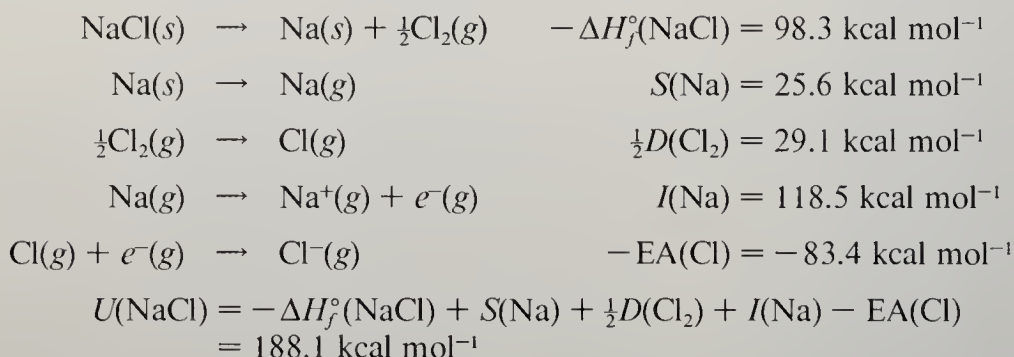 NaCl(s) → Na(s) + ½Cl₂(g) −ΔH°f(NaCl) = 98.3 kcal mol⁻¹
Na(s) → Na(g) S(Na) = 25.6 kcal mol⁻¹
½Cl₂(g) → Cl(g) ½D(Cl₂) = 29.1 kcal mol⁻¹
Na(g) → Na⁺(g) + e⁻(g) I(Na) = 118.5 kcal mol⁻¹
Cl(g) + e⁻(g) → Cl⁻(g) −EA(Cl) = −83.4 kcal mol⁻¹
U(NaCl) = −ΔH°f(NaCl) + S(Na) + ½D(Cl₂) + I(Na) − EA(Cl)
= 188.1 kcal mol⁻¹